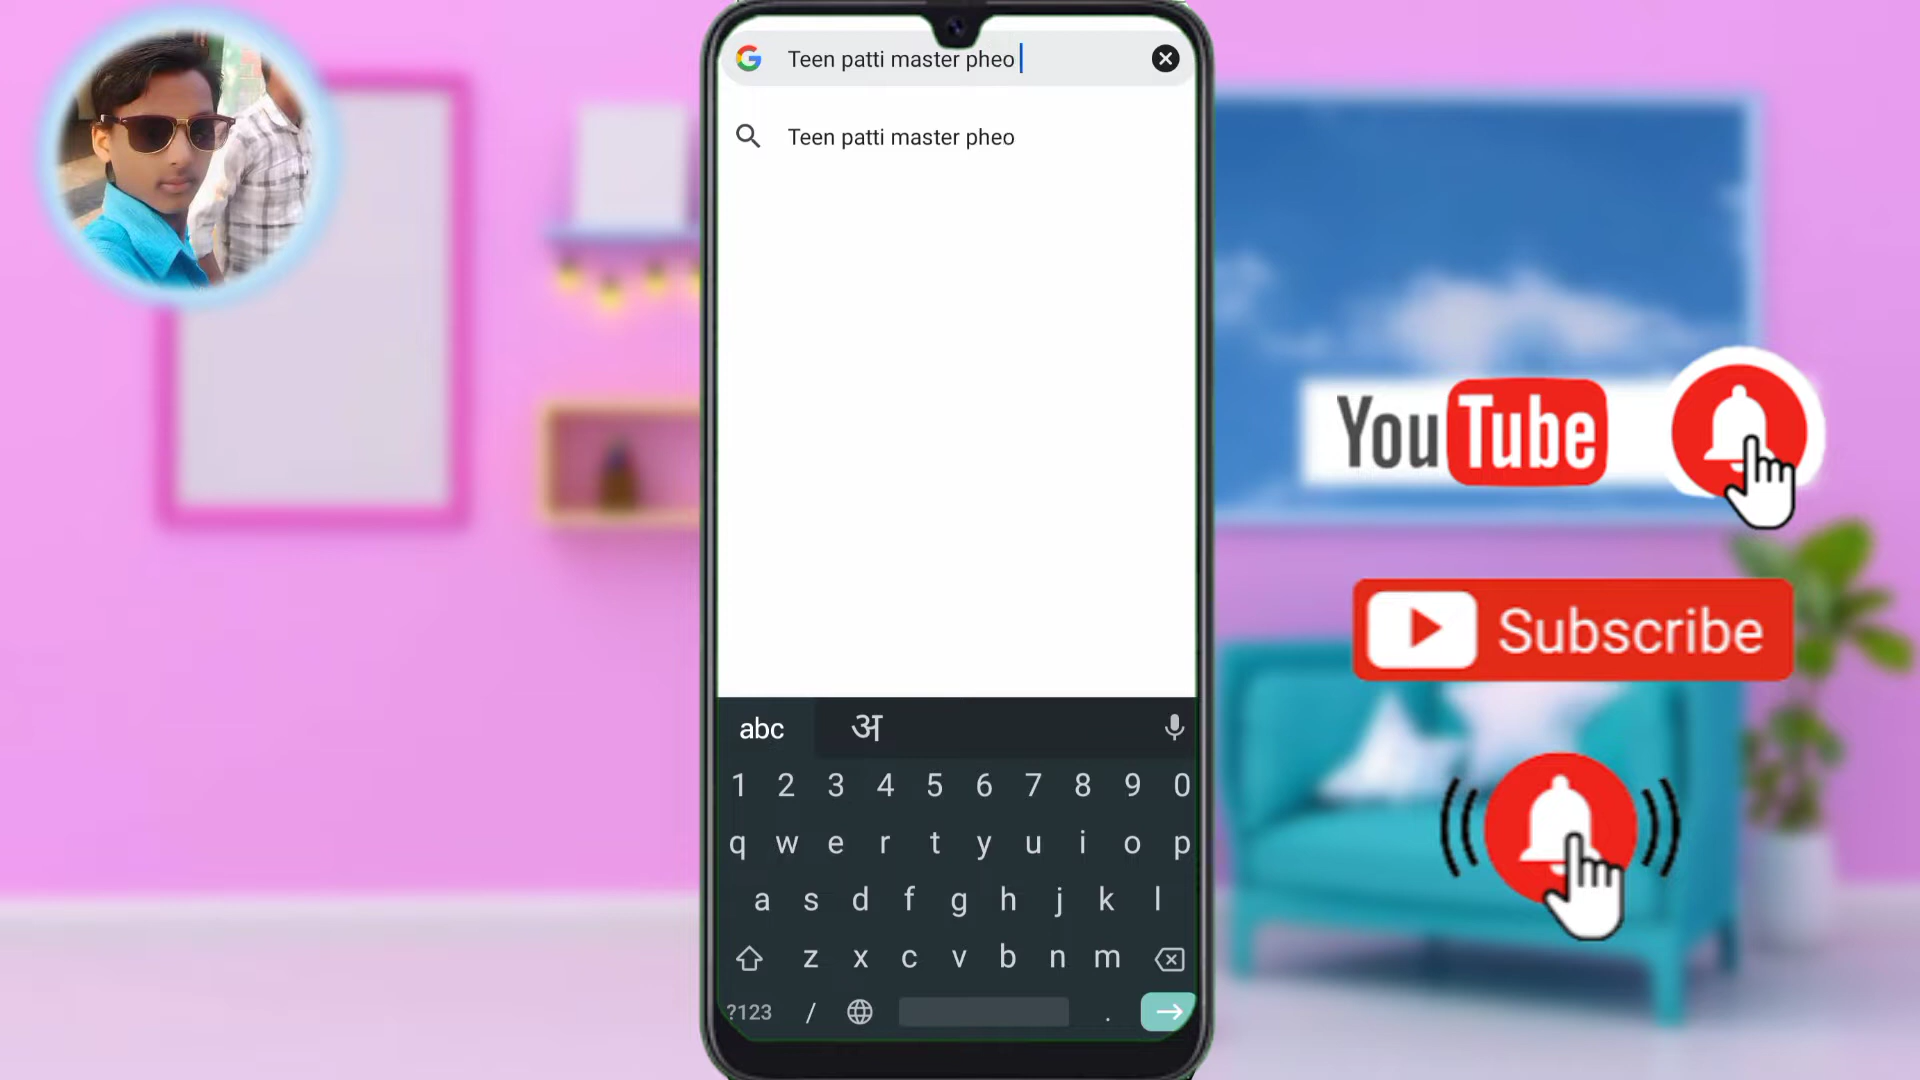 Teen patti master pheo
Teen patti master pheo
YouTube
Subscribe
abc अ
1 2 3 4 5 6 7 8 9 0
q w e r t y u i o p
a s d f g h j k l
z x c v b n m
?123 / .